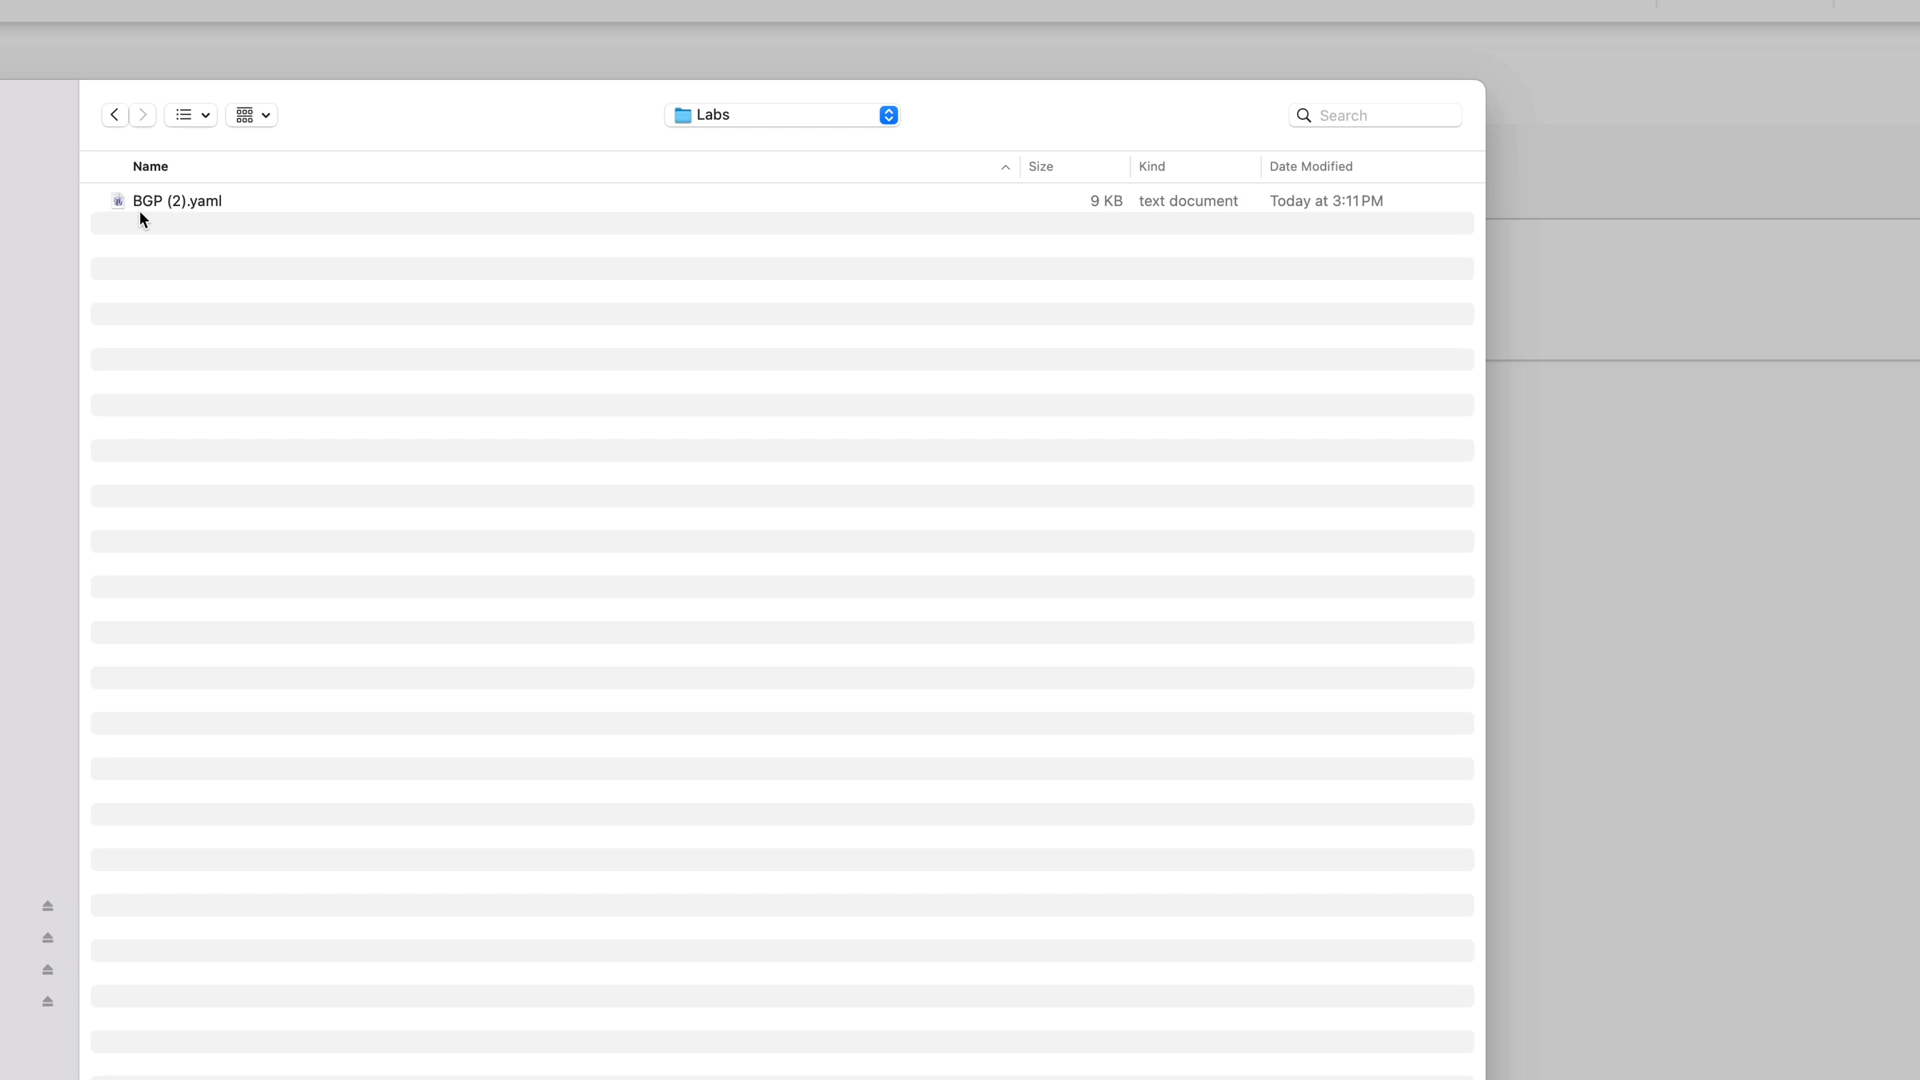 Labs
Search
Name Size Kind Date Modified
BGP (2).yaml 9 KB text document Today at 3:11 PM